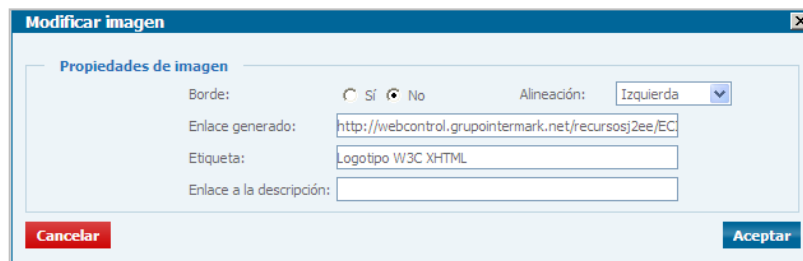 Modificar imagen
Propiedades de imagen
Borde: Sí No Alineación: Izquierda
Enlace generado: http://webcontrol.grupointermark.net/recursosj2ee/EC
Etiqueta: Logotipo W3C XHTML
Enlace a la descripción:
Cancelar Aceptar